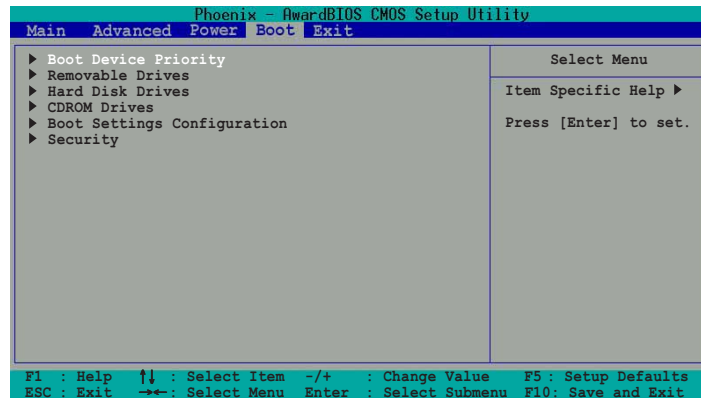 Phoenix - AwardBIOS CMOS Setup Utility
Main Advanced Power Boot Exit
Boot Device Priority
Removable Drives
Hard Disk Drives
CDROM Drives
Boot Settings Configuration
Security
Select Menu
Item Specific Help
Press [Enter] to set.
F1 : Help ↑↓ : Select Item -/+ : Change Value F5 : Setup Defaults
ESC : Exit →← : Select Menu Enter : Select Submenu F10: Save and Exit